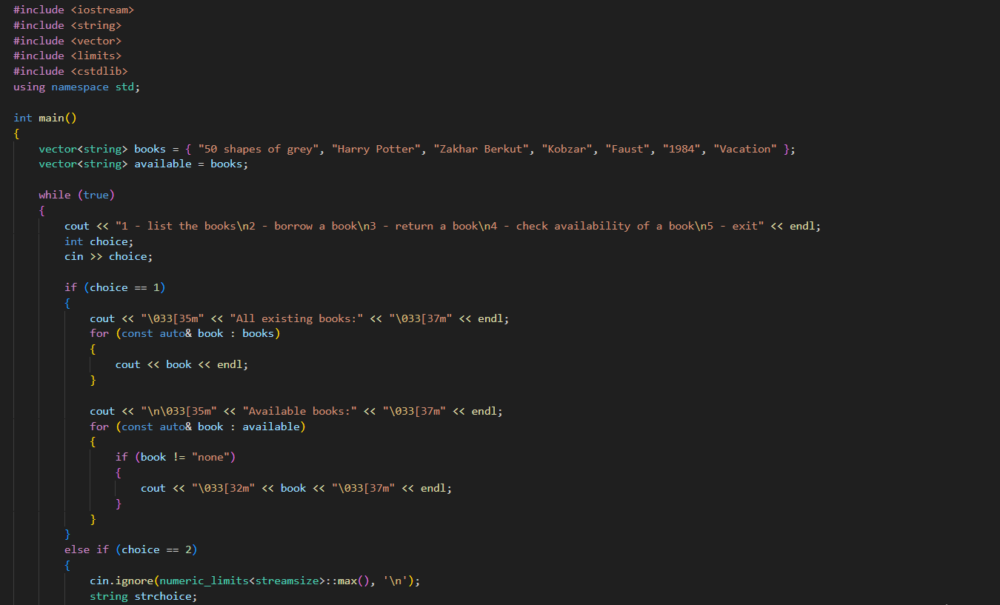 #include <iostream>
#include <string>
#include <vector>
#include <limits>
#include <cstdlib>
using namespace std;

int main()
{
    vector<string> books = { "50 shapes of grey", "Harry Potter", "Zakhar Berkut", "Kobzar", "Faust", "1984", "Vacation" };
    vector<string> available = books;

    while (true)
    {
        cout << "1 - list the books\n2 - borrow a book\n3 - return a book\n4 - check availability of a book\n5 - exit" << endl;
        int choice;
        cin >> choice;

        if (choice == 1)
        {
            cout << "\033[35m" << "All existing books:" << "\033[37m" << endl;
            for (const auto& book : books)
            {
                cout << book << endl;
            }

            cout << "\n\033[35m" << "Available books:" << "\033[37m" << endl;
            for (const auto& book : available)
            {
                if (book != "none")
                {
                    cout << "\033[32m" << book << "\033[37m" << endl;
                }
            }
        }
        else if (choice == 2)
        {
            cin.ignore(numeric_limits<streamsize>::max(), '\n');
            string strchoice;